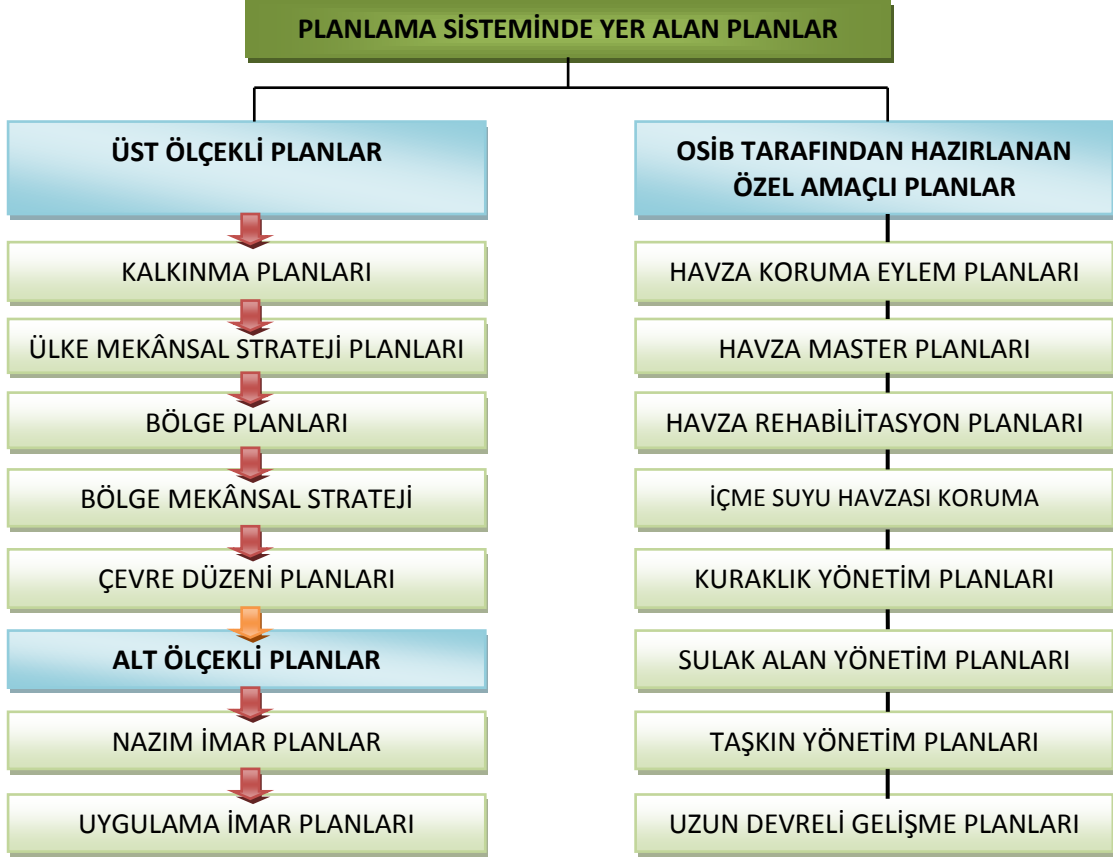 PLANLAMA SİSTEMİNDE YER ALAN PLANLAR
ÜST ÖLÇEKLİ PLANLAR
KALKINMA PLANLARI
ÜLKE MEKÂNSAL STRATEJİ PLANLARI
BÖLGE PLANLARI
BÖLGE MEKÂNSAL STRATEJİ
ÇEVRE DÜZENİ PLANLARI
ALT ÖLÇEKLİ PLANLAR
NAZIM İMAR PLANLAR
UYGULAMA İMAR PLANLARI
OSİB TARAFINDAN HAZIRLANAN
ÖZEL AMAÇLI PLANLAR
HAVZA KORUMA EYLEM PLANLARI
HAVZA MASTER PLANLARI
HAVZA REHABİLİTASYON PLANLARI
İÇME SUYU HAVZASI KORUMA
KURAKLIK YÖNETİM PLANLARI
SULAK ALAN YÖNETİM PLANLARI
TAŞKIN YÖNETİM PLANLARI
UZUN DEVRELİ GELİŞME PLANLARI